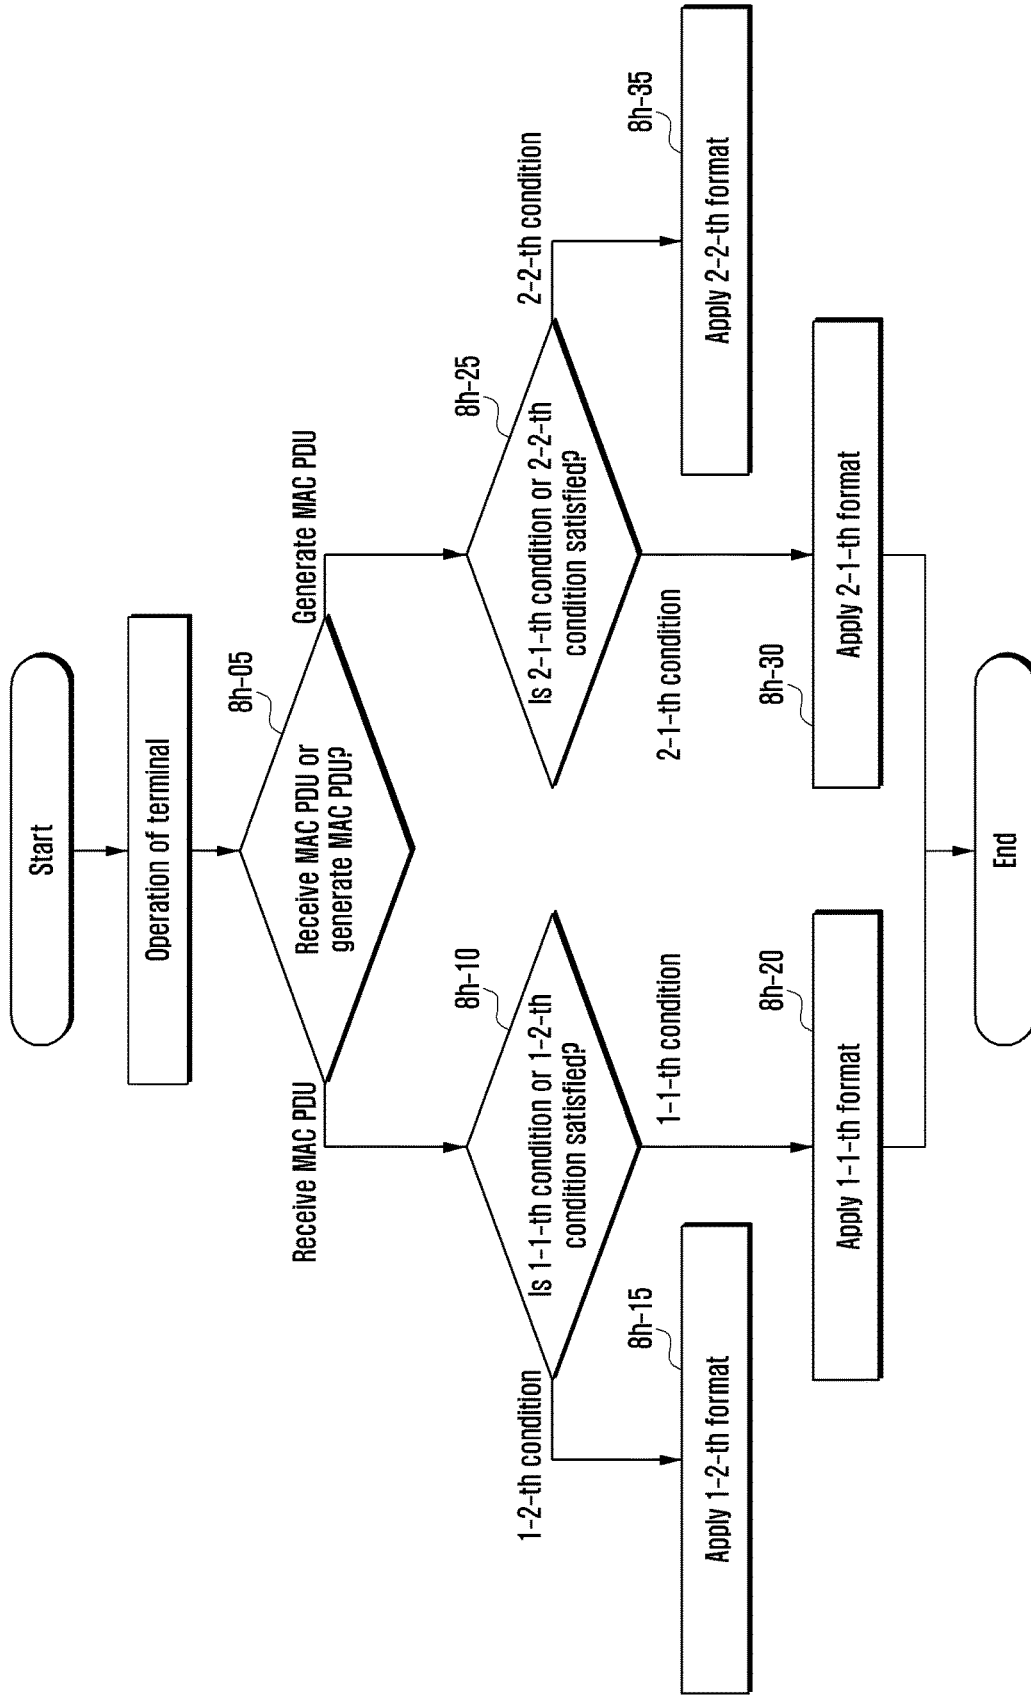 Start
Operation of terminal
8h-05
Receive MAC PDU or
generate MAC PDU?
Receive MAC PDU
Generate MAC PDU
8h-10
Is 1-1-th condition or 1-2-th
condition satisfied?
8h-25
Is 2-1-th condition or 2-2-th
condition satisfied?
1-2-th condition
1-1-th condition
2-1-th condition
2-2-th condition
8h-15
Apply 1-2-th format
8h-35
Apply 2-2-th format
8h-20
Apply 1-1-th format
8h-30
Apply 2-1-th format
End